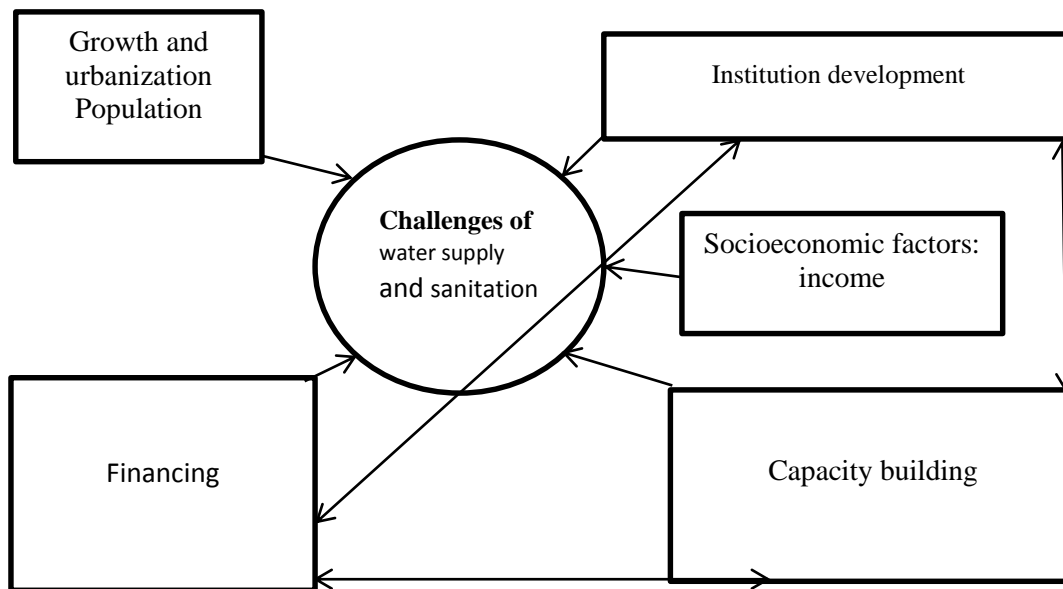 Growth and
urbanization
Population
Institution development
Challenges of
water supply
and sanitation
Socioeconomic factors:
income
Financing
Capacity building